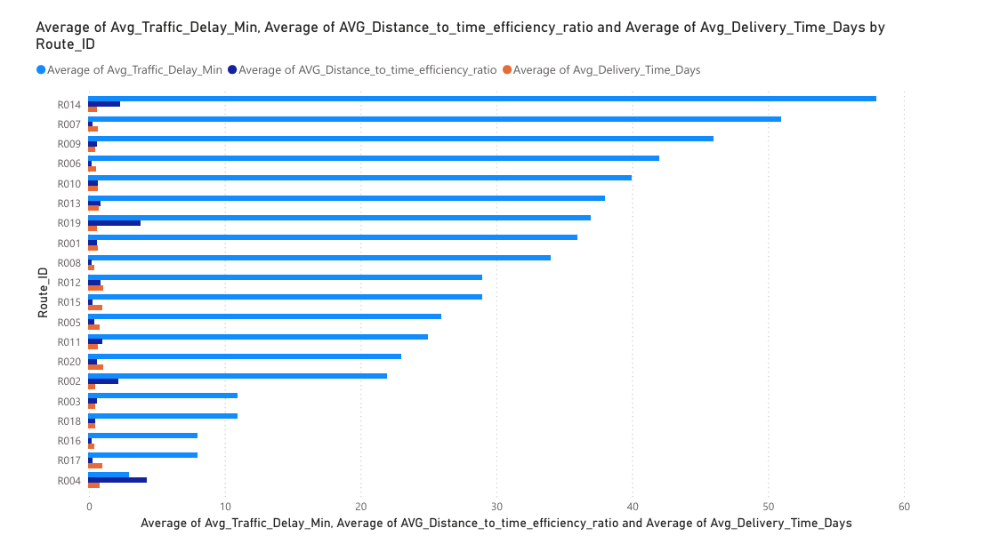 Average of Avg_Traffic_Delay_Min, Average of AVG_Distance_to_time_efficiency_ratio and Average of Avg_Delivery_Time_Days by
Route_ID
Average of Avg_Traffic_Delay_Min Average of AVG_Distance_to_time_efficiency_ratio Average of Avg_Delivery_Time_Days
Route_ID
R014
R007
R009
R006
R010
R013
R019
R001
R008
R012
R015
R005
R011
R020
R002
R003
R018
R016
R017
R004
0 10 20 30 40 50 60
Average of Avg_Traffic_Delay_Min, Average of AVG_Distance_to_time_efficiency_ratio and Average of Avg_Delivery_Time_Days